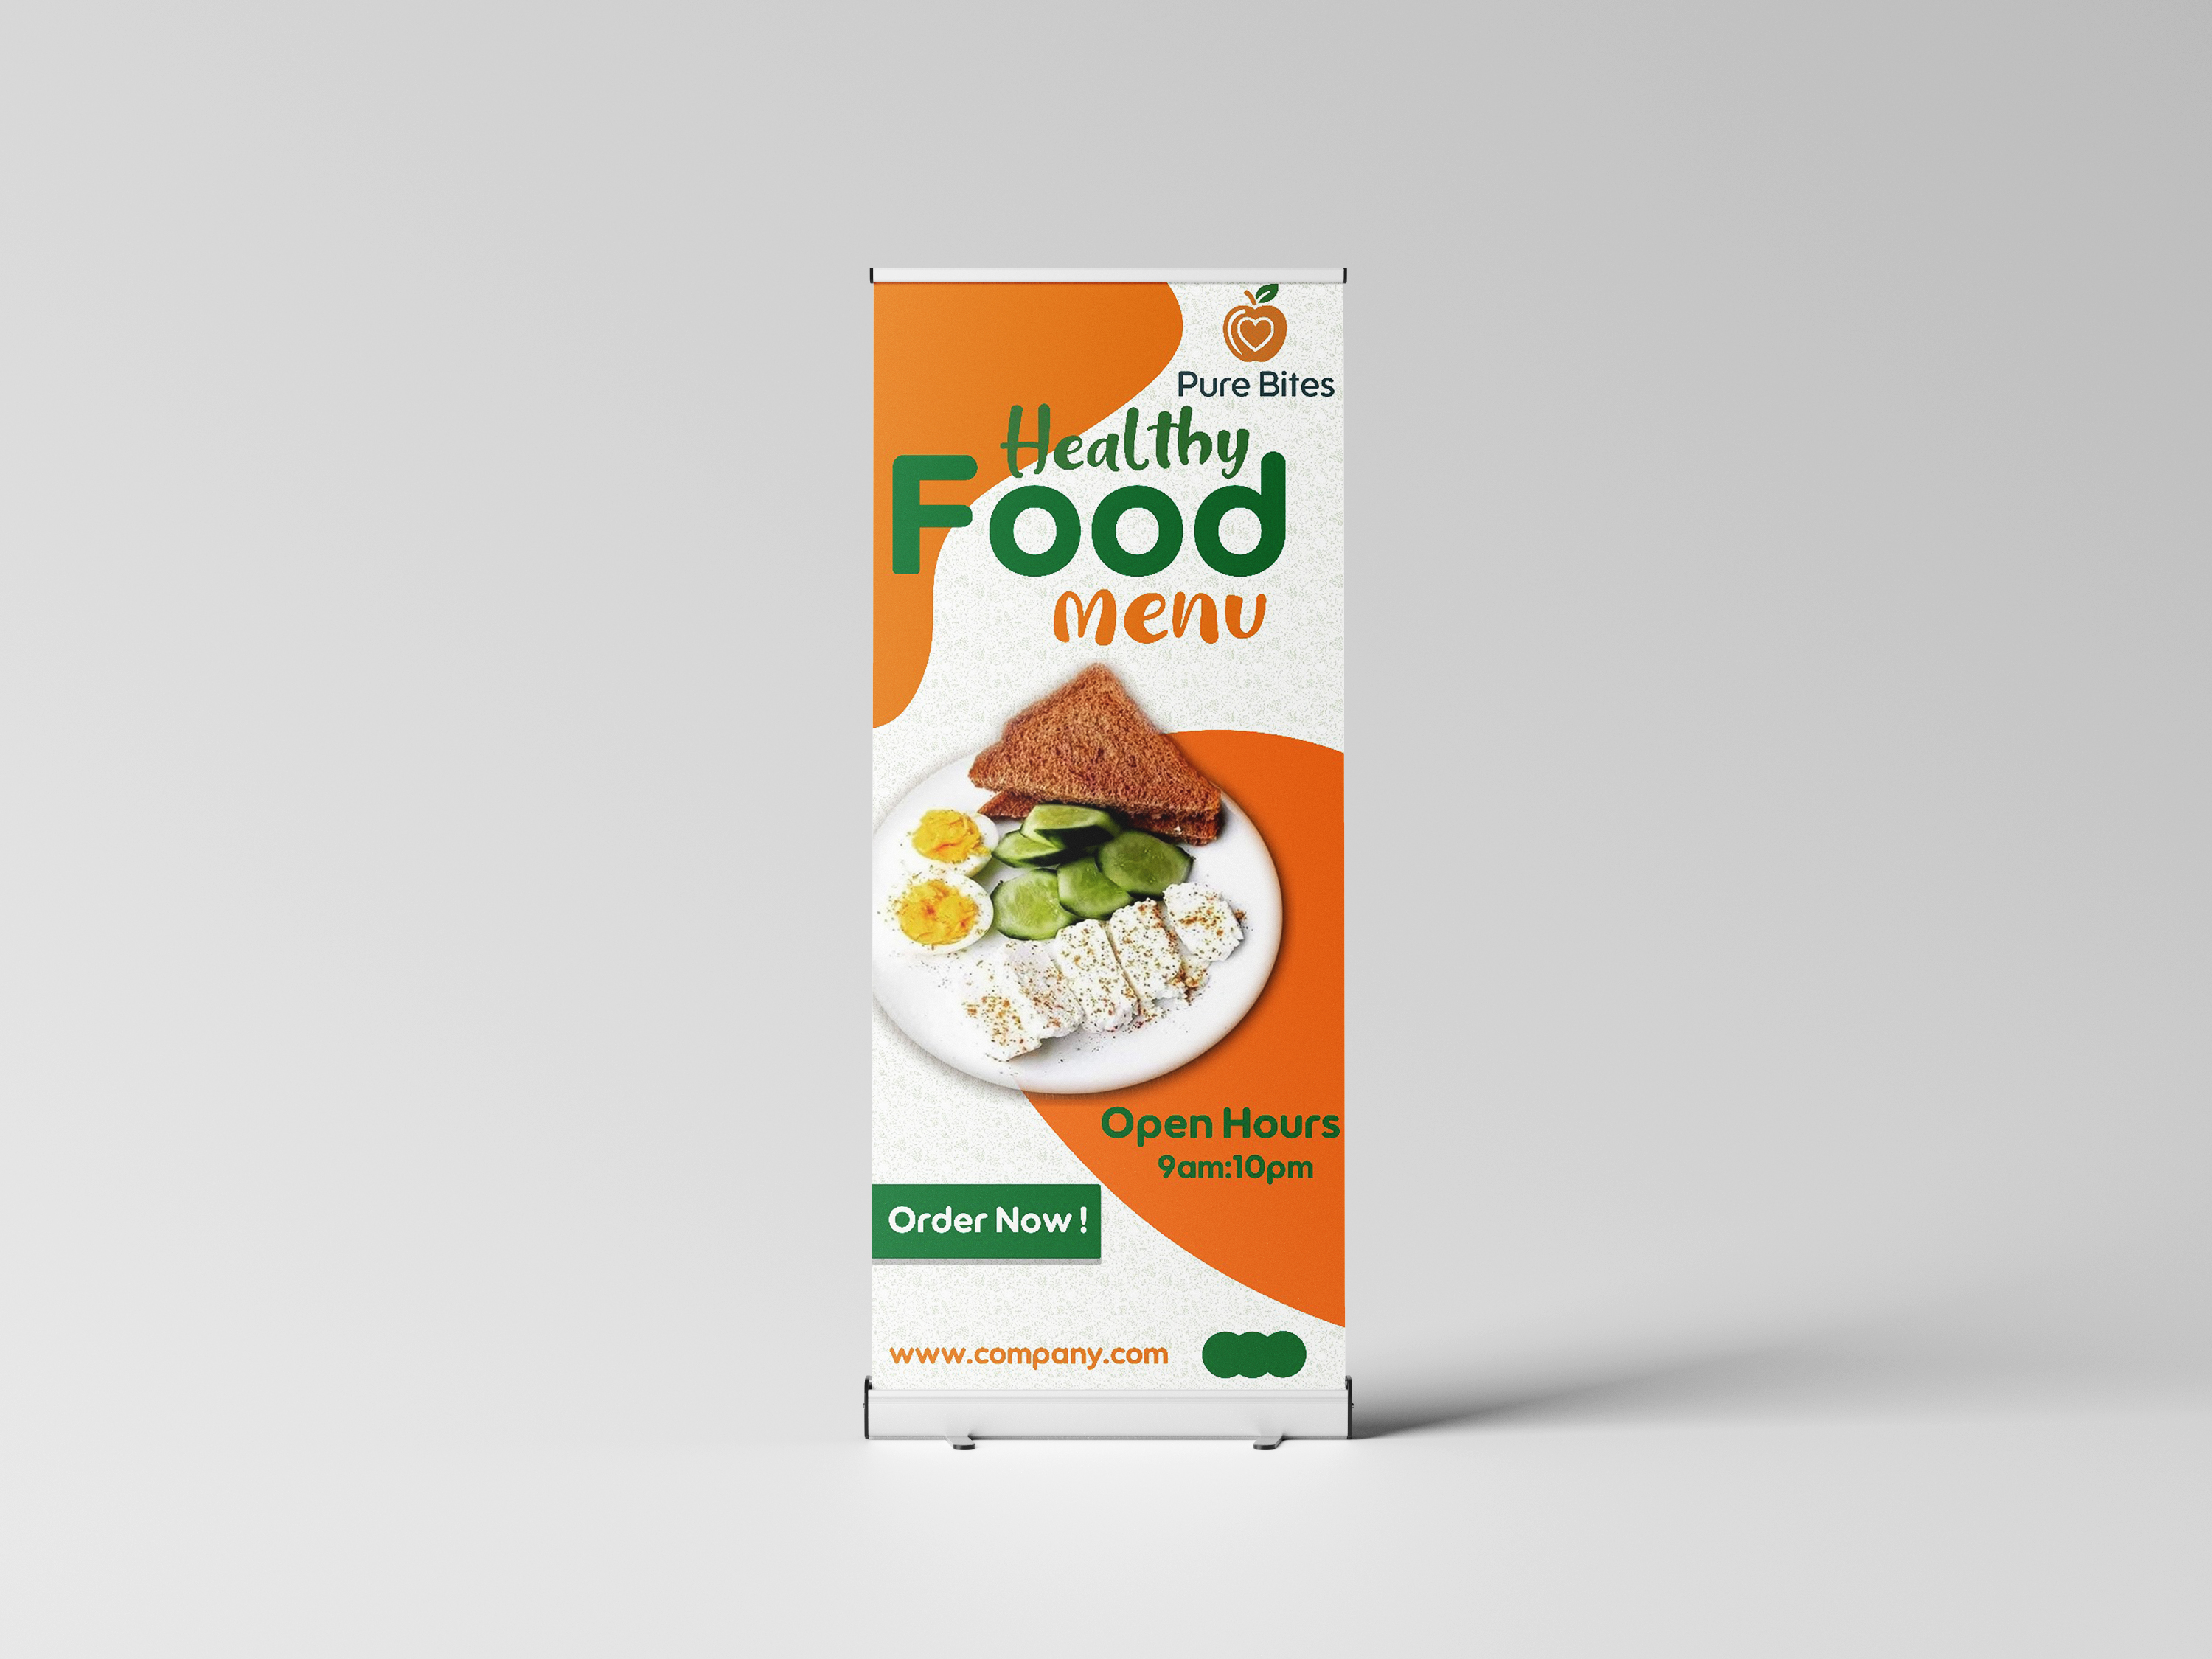 Pure Bites
Healthy
Food
menu
Open Hours
9am:10pm
Order Now !
www.company.com